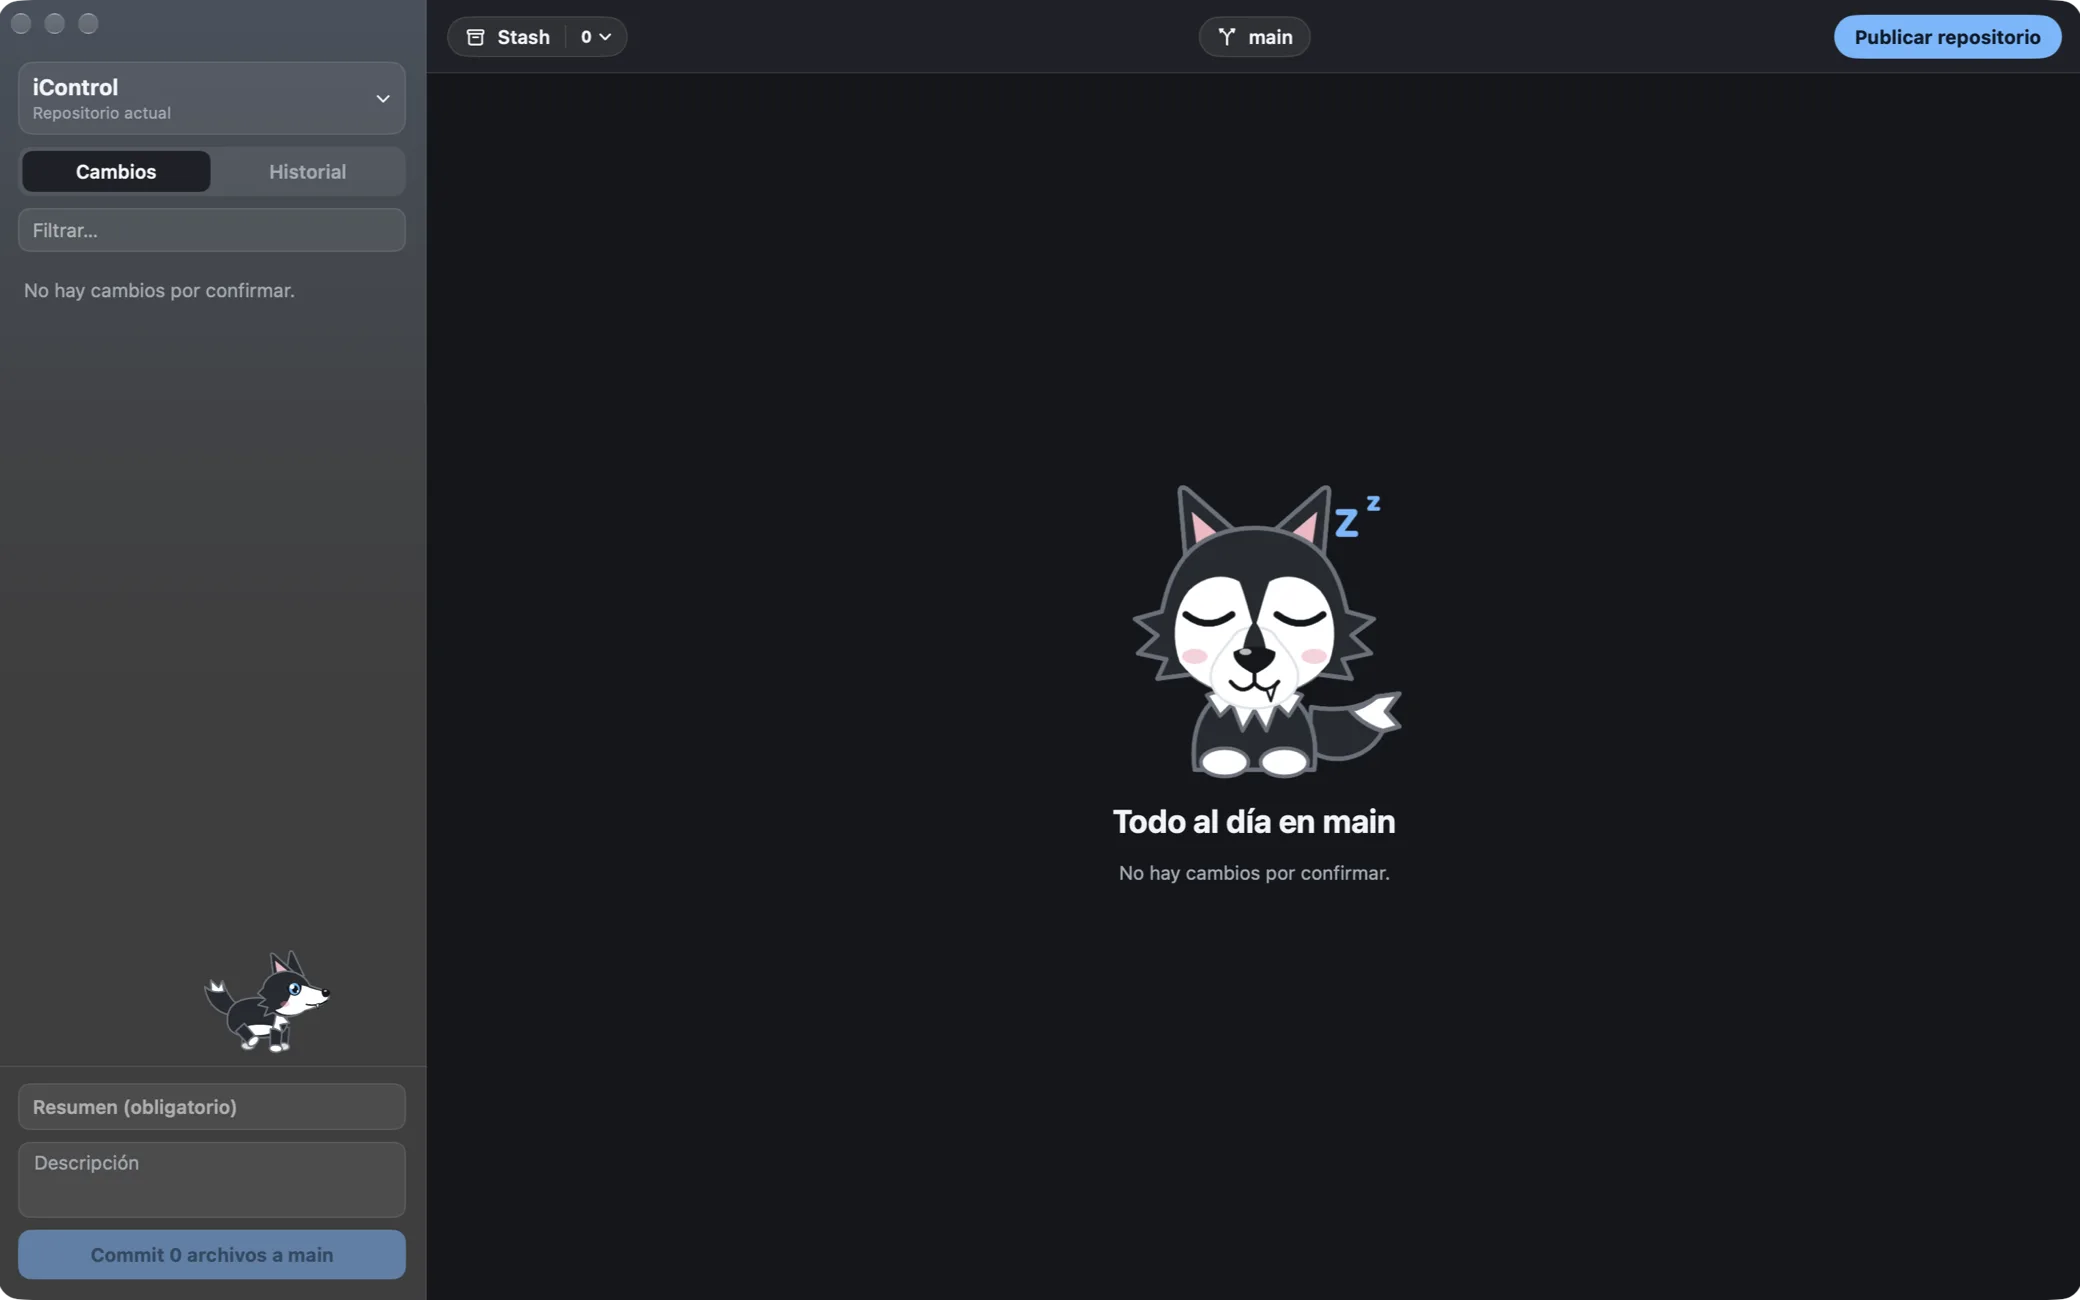 iControl
Repositorio actual
Cambios
Historial
Filtrar...
No hay cambios por confirmar.
Resumen (obligatorio)
Descripción
Commit 0 archivos a main
Stash 0
main
Publicar repositorio
z z
Todo al día en main
No hay cambios por confirmar.